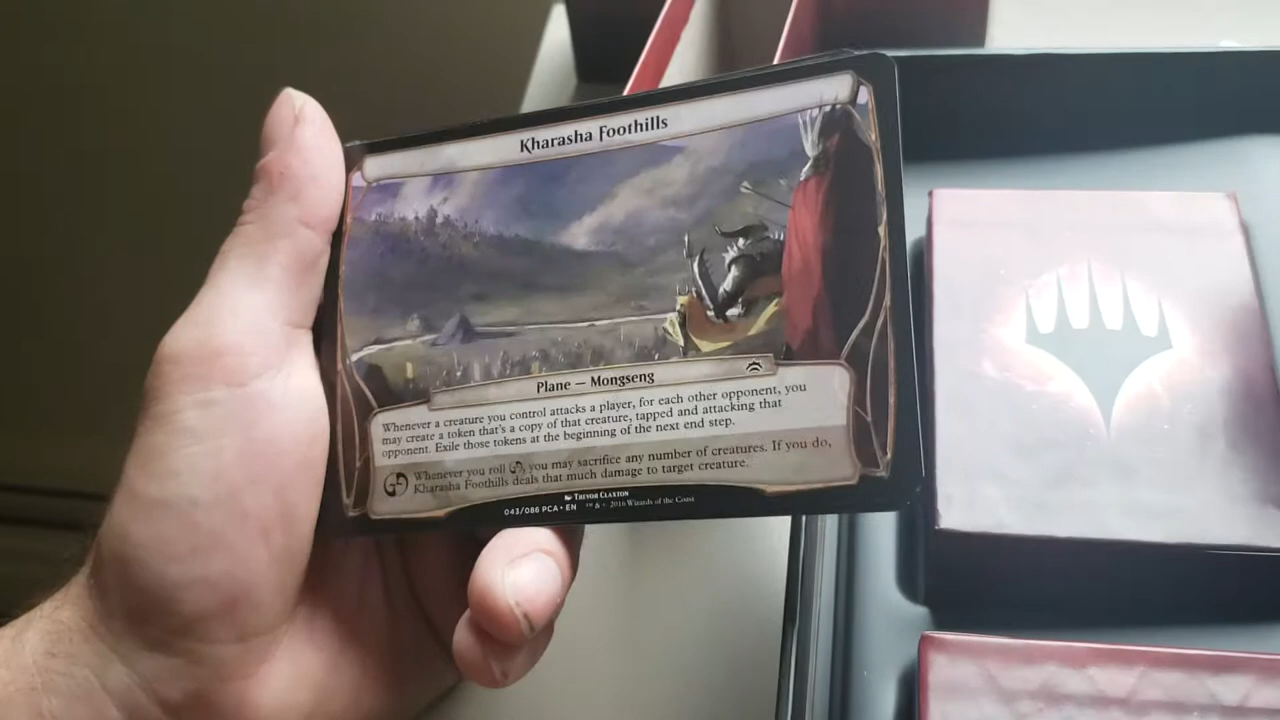 Kharasha Foothills
Plane — Mongseng
Whenever a creature you control attacks a player, for each other opponent, you
may create a token that's a copy of that creature, tapped and attacking that
opponent. Exile those tokens at the beginning of the next end step.
Whenever you roll , you may sacrifice any number of creatures. If you do,
Kharasha Foothills deals that much damage to target creature.
Trevor Claxton
043/086 PCA • EN ™ & © 2016 Wizards of the Coast